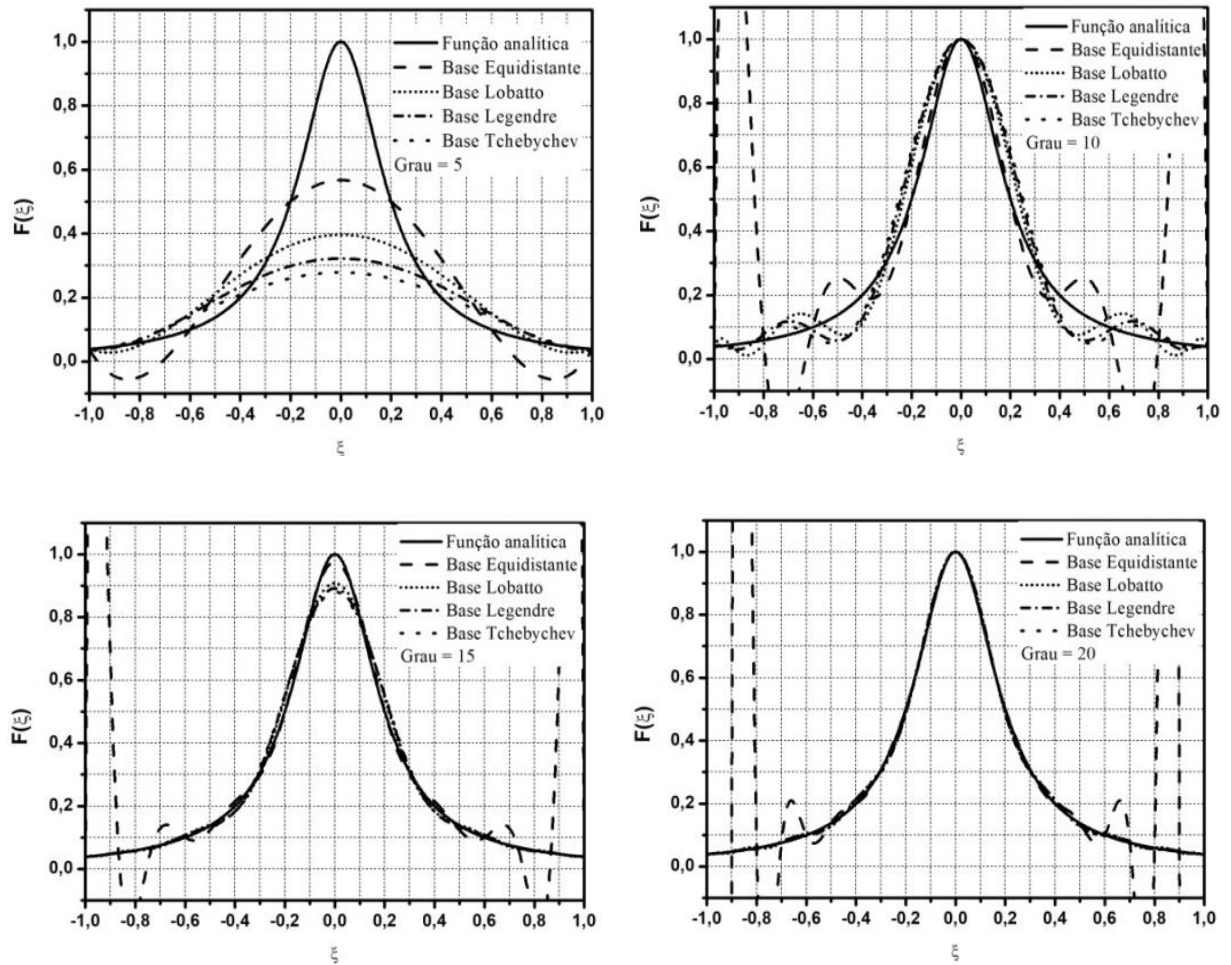 Função analítica
Base Equidistante
Base Lobatto
Base Legendre
Base Tchebychev
Grau = 5
F(ξ)
1,0
0,8
0,6
0,4
0,2
0,0
-1,0 -0,8 -0,6 -0,4 -0,2 0,0 0,2 0,4 0,6 0,8 1,0
ξ
Função analítica
Base Equidistante
Base Lobatto
Base Legendre
Base Tchebychev
Grau = 10
F(ξ)
1,0
0,8
0,6
0,4
0,2
0,0
-1,0 -0,8 -0,6 -0,4 -0,2 0,0 0,2 0,4 0,6 0,8 1,0
ξ
Função analítica
Base Equidistante
Base Lobatto
Base Legendre
Base Tchebychev
Grau = 15
F(ξ)
1,0
0,8
0,6
0,4
0,2
0,0
-1,0 -0,8 -0,6 -0,4 -0,2 0,0 0,2 0,4 0,6 0,8 1,0
ξ
Função analítica
Base Equidistante
Base Lobatto
Base Legendre
Base Tchebychev
Grau = 20
F(ξ)
1,0
0,8
0,6
0,4
0,2
0,0
-1,0 -0,8 -0,6 -0,4 -0,2 0,0 0,2 0,4 0,6 0,8 1,0
ξ